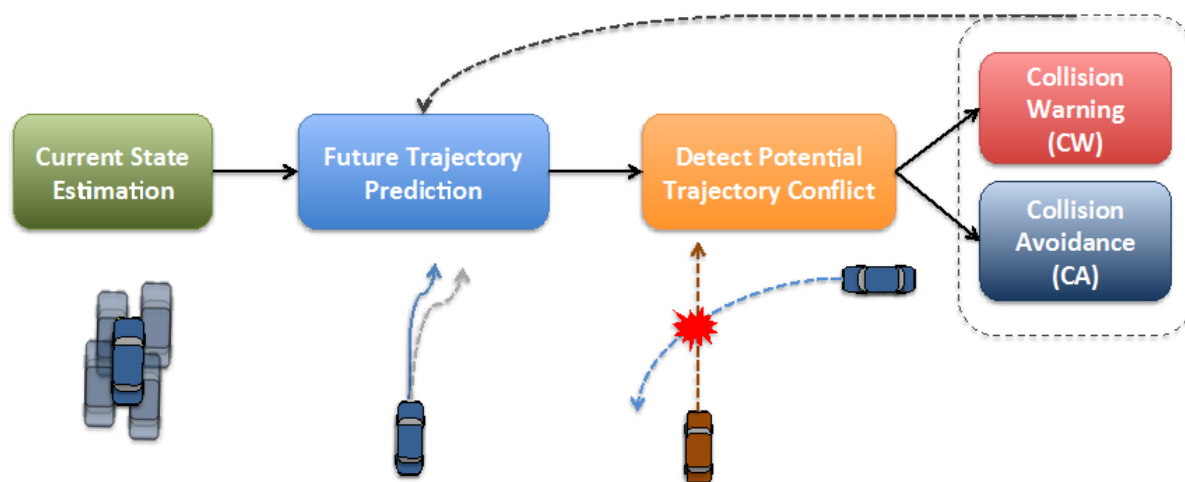 Current State
Estimation
Future Trajectory
Prediction
Detect Potential
Trajectory Conflict
Collision
Warning
(CW)
Collision
Avoidance
(CA)